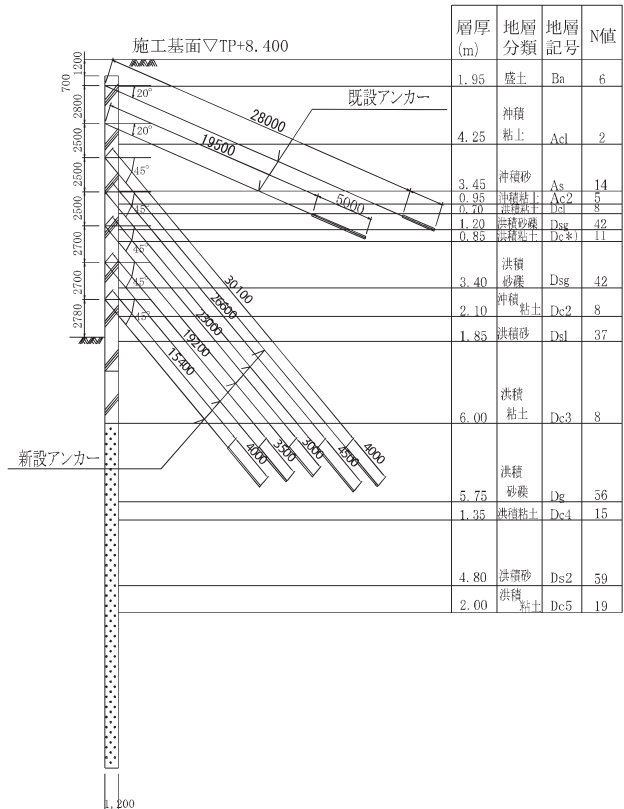 施工基面▽TP+8.400
1200
700
2800
2500
2500
2500
2700
2700
2780
20°
20°
45°
45°
45°
45°
45°
既設アンカー
28000
19500
5000
30100
26600
23000
19200
15400
4000
3500
3000
4500
4000
新設アンカー
1,200
層厚(m) 地層分類 地層記号 N値
1.95 盛土 Ba 6
4.25 沖積粘土 Ac1 2
3.45 沖積砂 As 14
0.95 沖積粘土 Ac2 5
0.70 洪積粘土 Dc1 8
1.20 洪積砂礫 Dsg 42
0.85 洪積粘土 Dc*) 11
3.40 洪積砂礫 Dsg 42
2.10 沖積粘土 Dc2 8
1.85 洪積砂 Ds1 37
6.00 洪積粘土 Dc3 8
5.75 洪積砂礫 Dg 56
1.35 洪積粘土 Dc4 15
4.80 洪積砂 Ds2 59
2.00 洪積粘土 Dc5 19